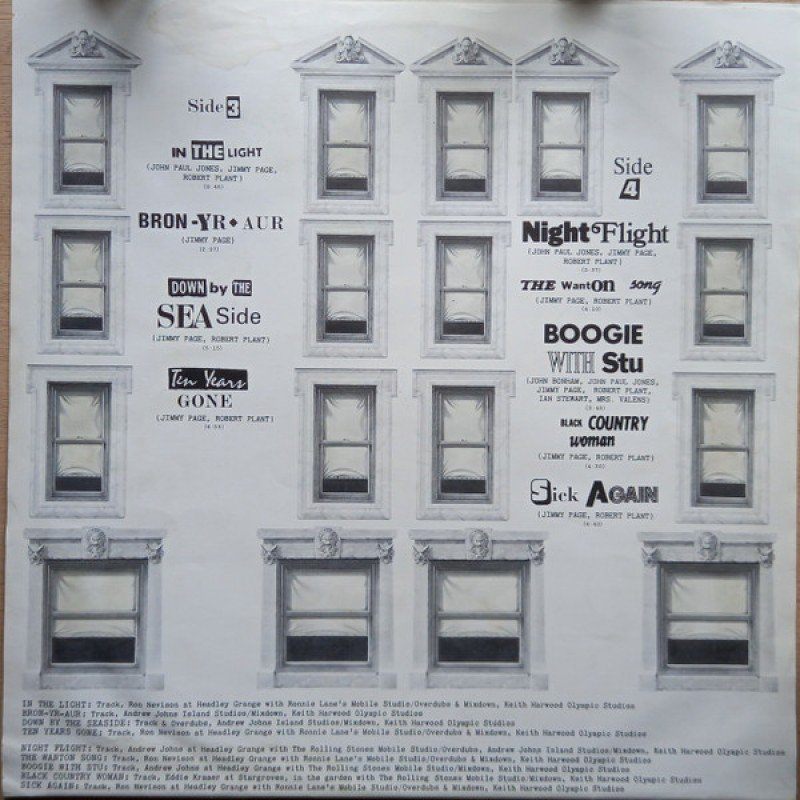 Side 3
IN THE LIGHT
(JOHN PAUL JONES, JIMMY PAGE,
ROBERT PLANT)
BRON-YR♦AUR
(JIMMY PAGE)
DOWN by THE
SEA Side
(JIMMY PAGE, ROBERT PLANT)
(5:15)
Ten Years
GONE
(JIMMY PAGE, ROBERT PLANT)
Side
4
Night Flight
(JOHN PAUL JONES, JIMMY PAGE,
ROBERT PLANT)
THE WantON song
(JIMMY PAGE, ROBERT PLANT)
BOOGIE
WITH Stu
(JOHN BONHAM, JOHN PAUL JONES,
JIMMY PAGE, ROBERT PLANT,
IAN STEWART, MRS. VALENS)
BLACK COUNTRY
woman
(JIMMY PAGE, ROBERT PLANT)
Sick AGAIN
(JIMMY PAGE, ROBERT PLANT)
IN THE LIGHT: Track, Ron Nevison at Headley Grange with Ronnie Lane's Mobile Studio/Overdubs & Mixdown, Keith Harwood Olympic Studios
BRON-YR-AUR: Track, Andrew Johns Island Studios/Mixdown, Keith Harwood Olympic Studios
DOWN BY THE SEASIDE: Track & Overdubs, Andrew Johns Island Studios/Mixdown, Keith Harwood Olympic Studios
TEN YEARS GONE: Track, Ron Nevison at Headley Grange with Ronnie Lane's Mobile Studio/Overdubs & Mixdown, Keith Harwood Olympic Studios
NIGHT FLIGHT: Track, Andrew Johns at Headley Grange with The Rolling Stones Mobile Studio/Overdubs, Andrew Johns Island Studios/Mixdown, Keith Harwood Olympic Studios
THE WANTON SONG: Track, Ron Nevison at Headley Grange with Ronnie Lane's Mobile Studio/Overdubs & Mixdown, Keith Harwood Olympic Studios
BOOGIE WITH STU: Track, Andrew Johns at Headley Grange with The Rolling Stones Mobile Studio/Mixdown, Keith Harwood Olympic Studios
BLACK COUNTRY WOMAN: Track, Eddie Kramer at Stargroves, in the garden with The Rolling Stones Mobile Studio/Mixdown, Keith Harwood Olympic Studios
SICK AGAIN: Track, Ron Nevison at Headley Grange with Ronnie Lane's Mobile Studio/Overdubs & Mixdown, Keith Harwood Olympic Studios